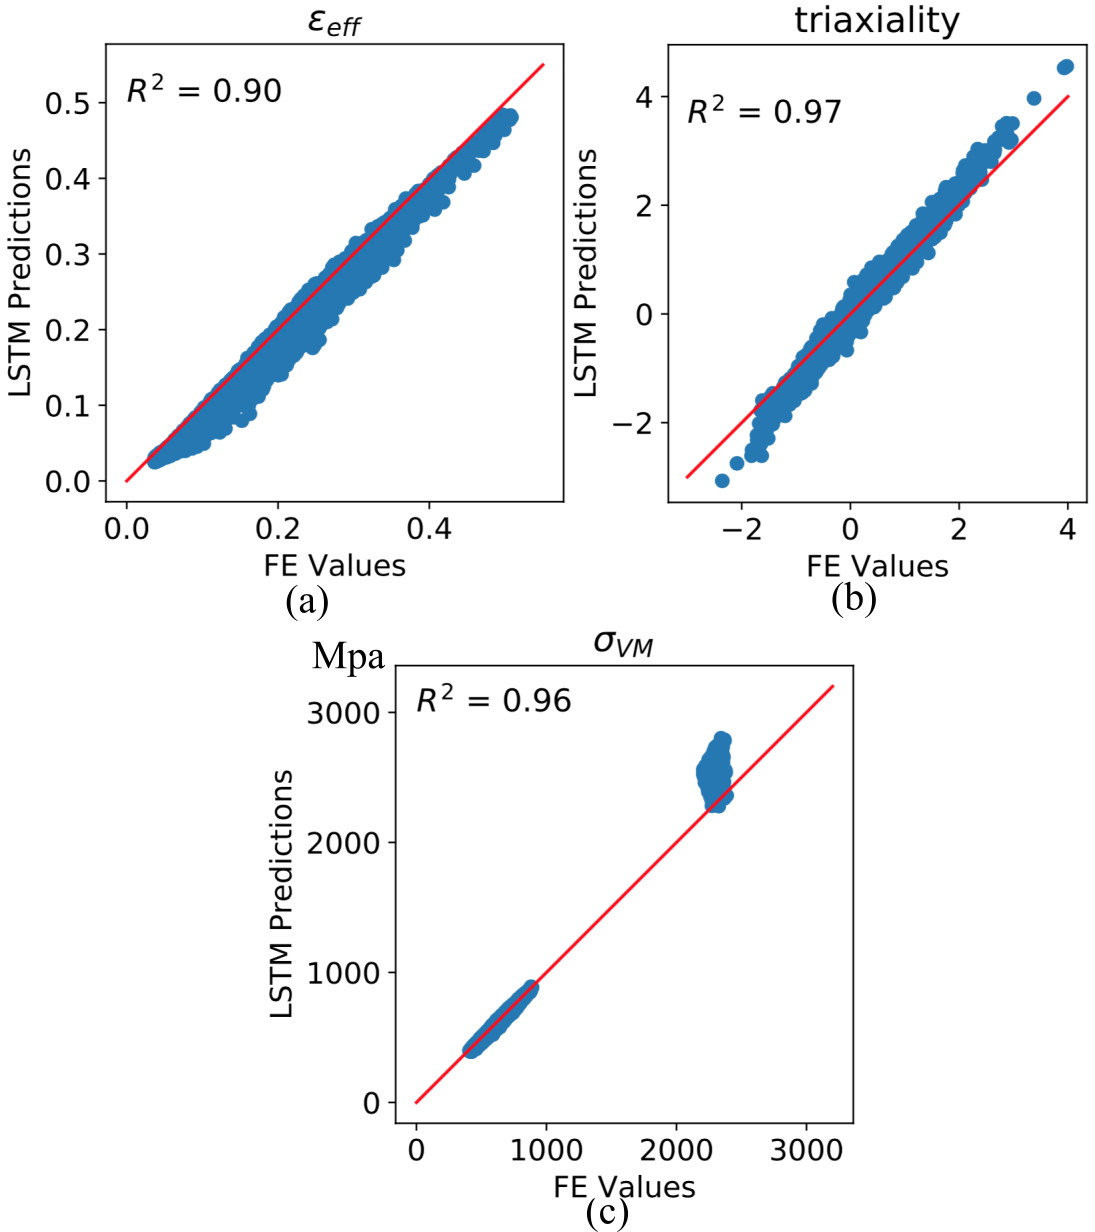 ε_eff
R² = 0.90
LSTM Predictions
0.5
0.4
0.3
0.2
0.1
0.0
0.0 0.2 0.4
FE Values
(a)
triaxiality
R² = 0.97
LSTM Predictions
4
2
0
−2
−2 0 2 4
FE Values
(b)
σ_VM
Mpa
R² = 0.96
LSTM Predictions
3000
2000
1000
0
0 1000 2000 3000
FE Values
(c)